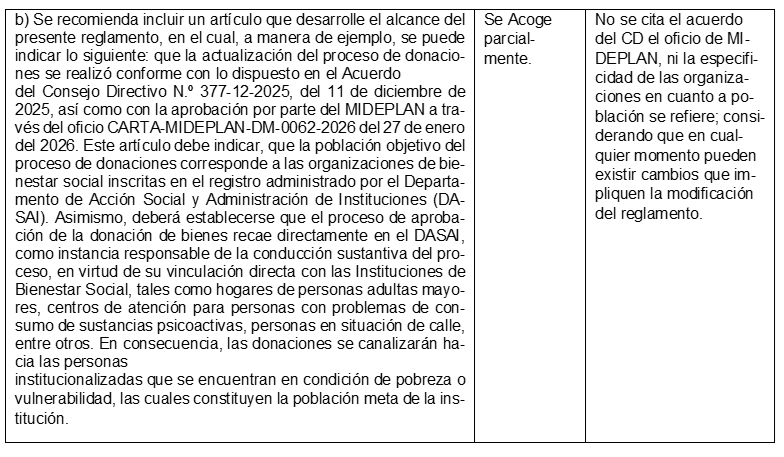 b) Se recomienda incluir un artículo que desarrolle el alcance del
presente reglamento, en el cual, a manera de ejemplo, se puede
indicar lo siguiente: que la actualización del proceso de donacio-
nes se realizó conforme con lo dispuesto en el Acuerdo
del Consejo Directivo N.º 377-12-2025, del 11 de diciembre de
2025, así como con la aprobación por parte del MIDEPLAN a tra-
vés del oficio CARTA-MIDEPLAN-DM-0062-2026 del 27 de enero
del 2026. Este artículo debe indicar, que la población objetivo del
proceso de donaciones corresponde a las organizaciones de bie-
nestar social inscritas en el registro administrado por el Departa-
mento de Acción Social y Administración de Instituciones (DA-
SAI). Asimismo, deberá establecerse que el proceso de aproba-
ción de la donación de bienes recae directamente en el DASAI,
como instancia responsable de la conducción sustantiva del pro-
ceso, en virtud de su vinculación directa con las Instituciones de
Bienestar Social, tales como hogares de personas adultas mayo-
res, centros de atención para personas con problemas de con-
sumo de sustancias psicoactivas, personas en situación de calle,
entre otros. En consecuencia, las donaciones se canalizarán ha-
cia las personas
institucionalizadas que se encuentran en condición de pobreza o
vulnerabilidad, las cuales constituyen la población meta de la ins-
titución.
Se Acoge
parcial-
mente.
No se cita el acuerdo
del CD el oficio de MI-
DEPLAN, ni la especifi-
cidad de las organiza-
ciones en cuanto a po-
blación se refiere; consi-
derando que en cual-
quier momento pueden
existir cambios que im-
pliquen la modificación
del reglamento.